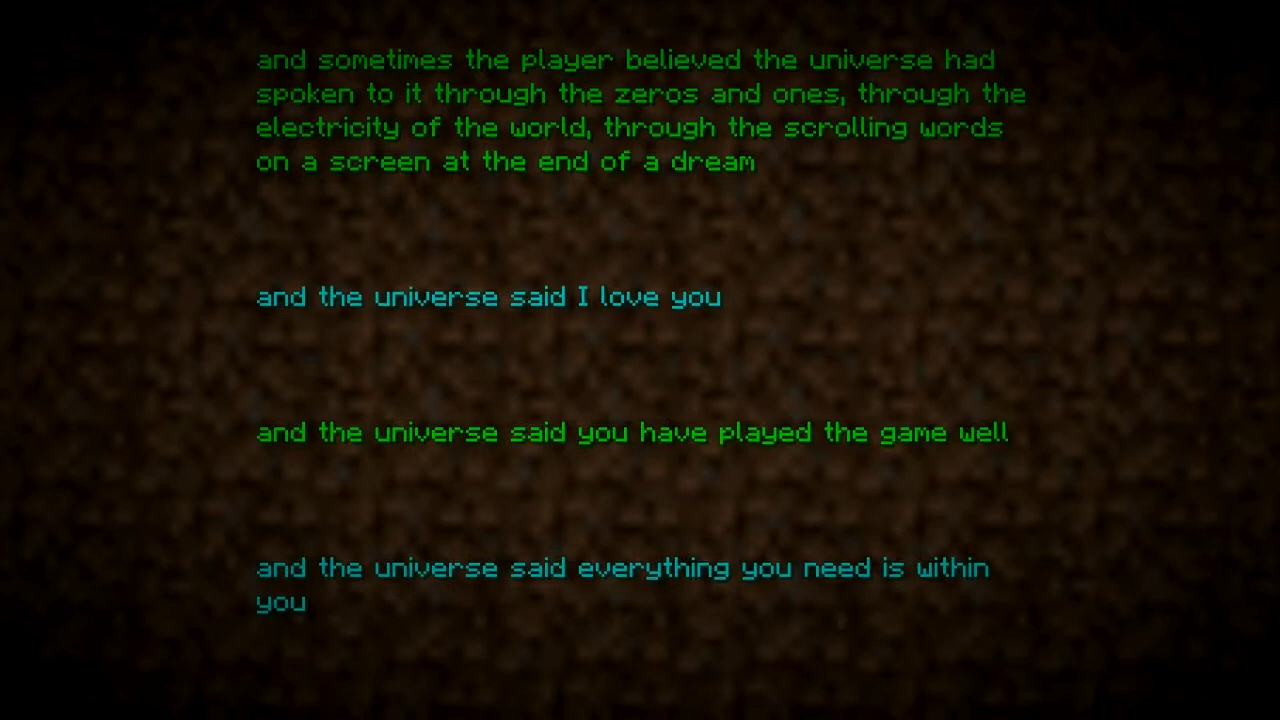 and sometimes the player believed the universe had
spoken to it through the zeros and ones, through the
electricity of the world, through the scrolling words
on a screen at the end of a dream
and the universe said I love you
and the universe said you have played the game well
and the universe said everything you need is within
you